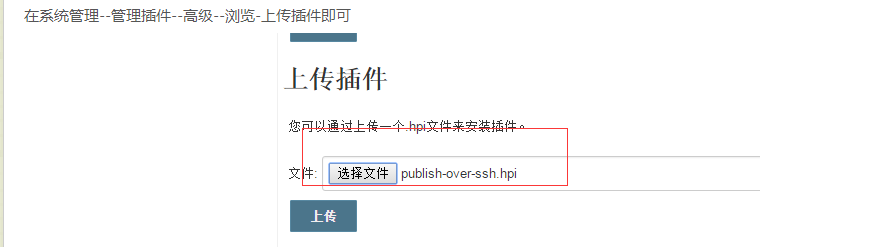 在系统管理--管理插件--高级--浏览-上传插件即可
上传插件
您可以通过上传一个.hpi文件来安装插件。
文件: 选择文件 publish-over-ssh.hpi
上传